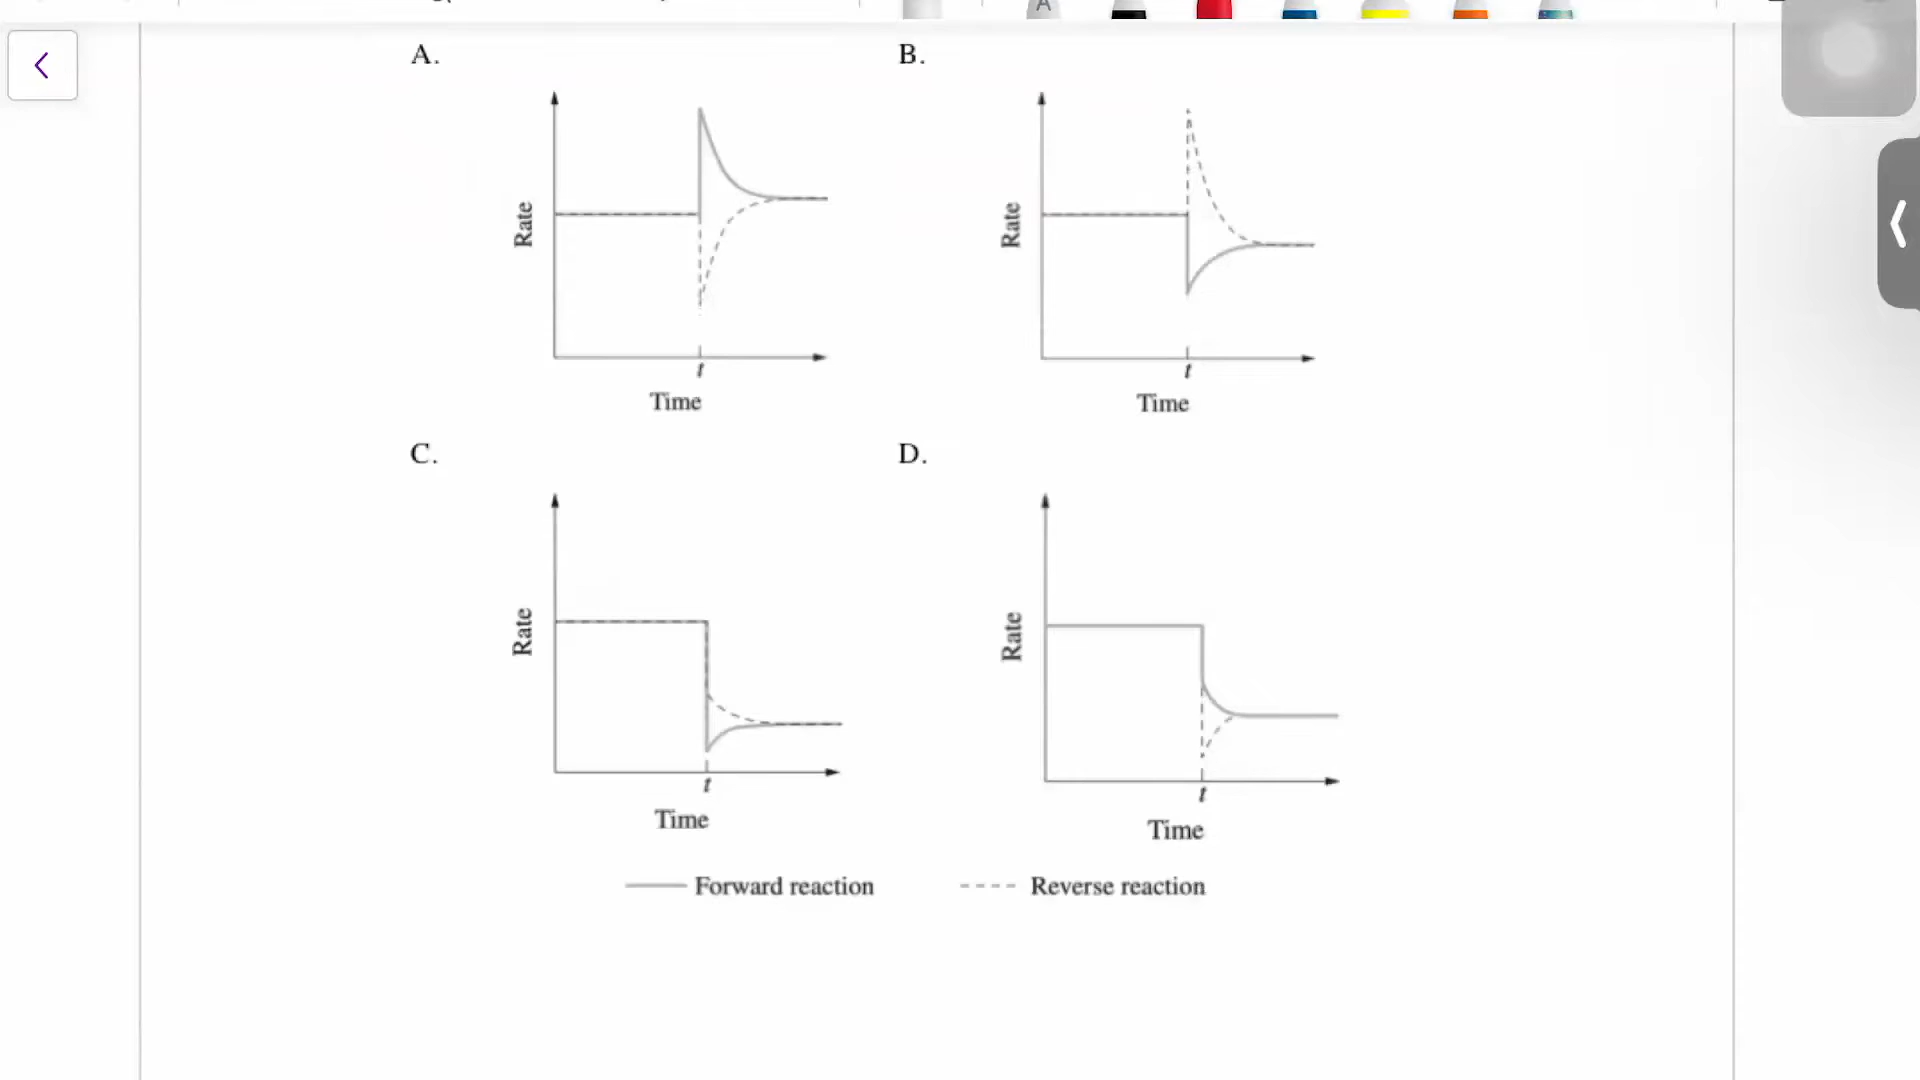 A.
B.
Rate
Rate
t
t
Time
Time
C.
D.
Rate
Rate
t
t
Time
Time
Forward reaction
Reverse reaction